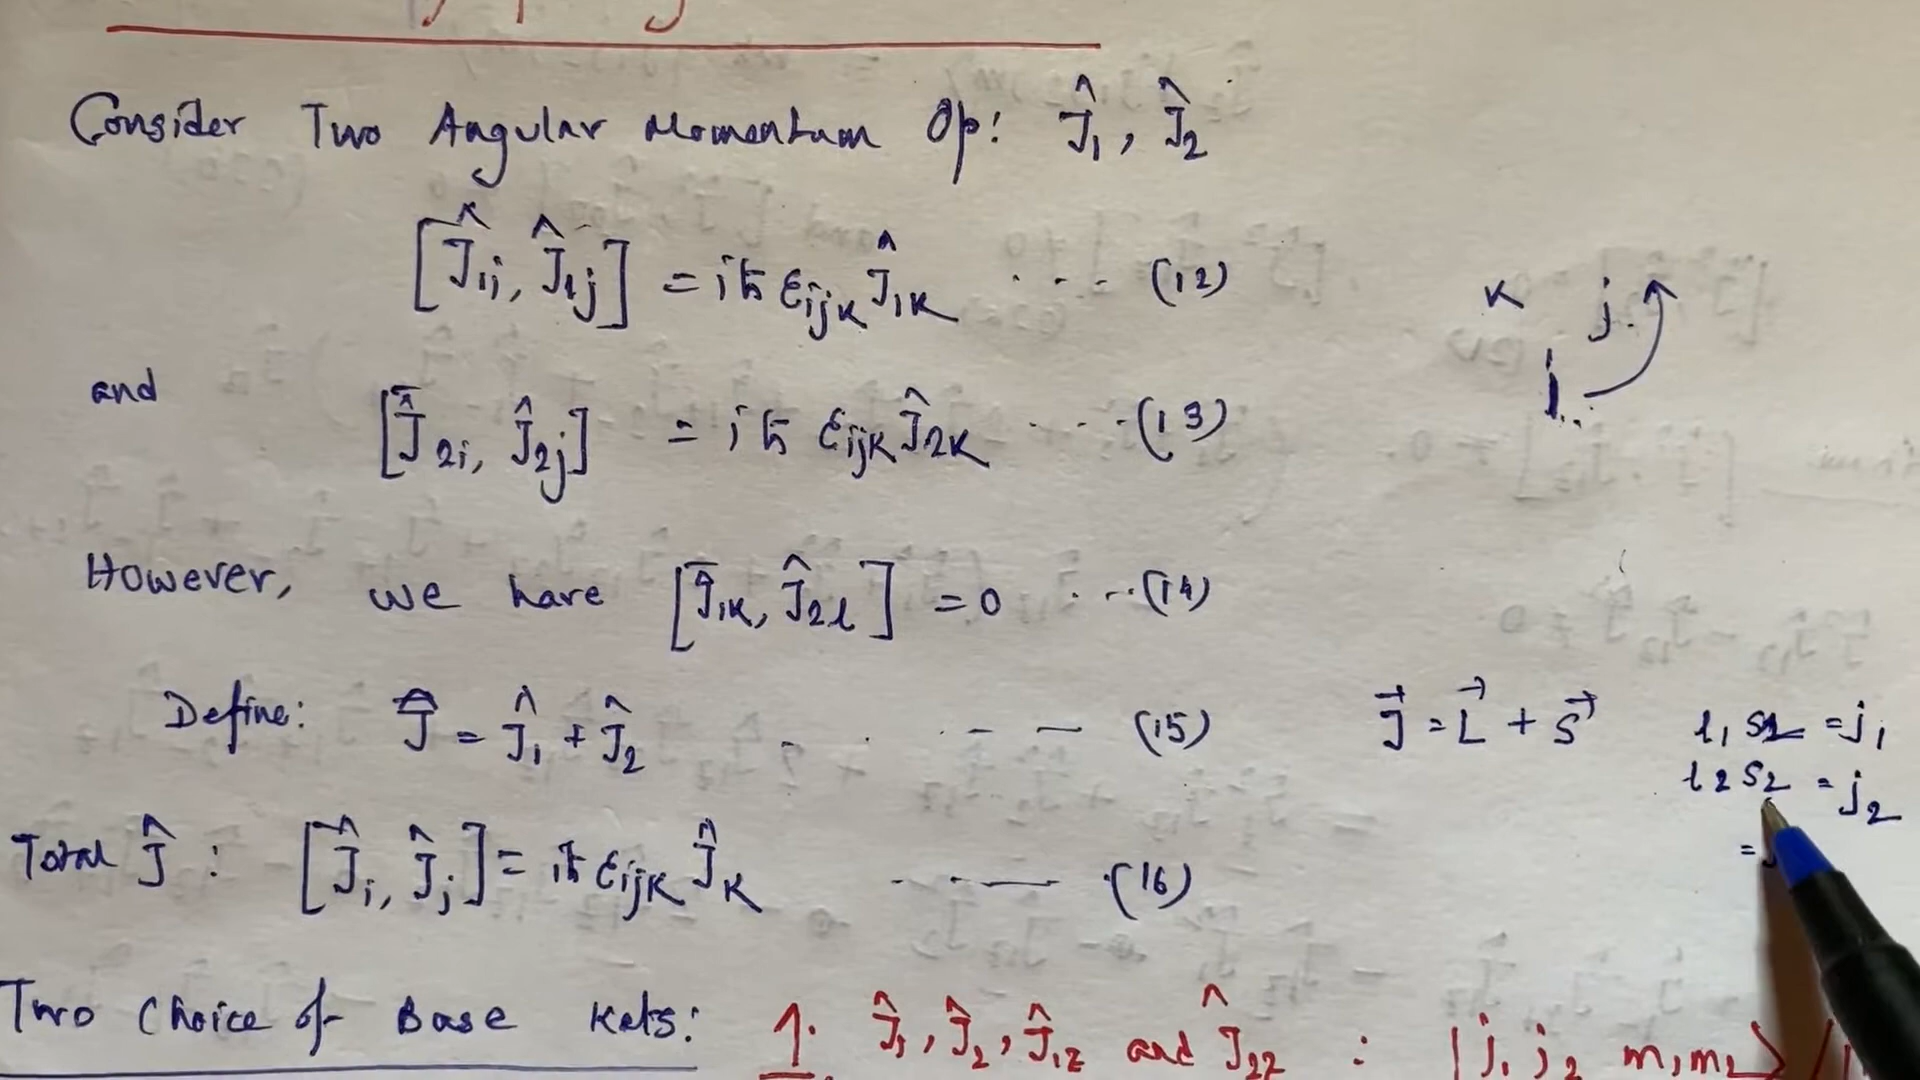 Consider Two Angular Momentum Op: Ĵ₁, Ĵ₂
[Ĵ₁ᵢ, Ĵ₁ⱼ] = iħ εᵢⱼₖ Ĵ₁ₖ ... (12)
k j
i
and [Ĵ₂ᵢ, Ĵ₂ⱼ] = iħ εᵢⱼₖ Ĵ₂ₖ ... (13)
However, we have [Ĵ₁ₖ, Ĵ₂ₗ] = 0 ... (14)
Define: Ĵ = Ĵ₁ + Ĵ₂ ... (15) J⃗ = L⃗ + S⃗
l₁ s₁ = j₁
l₂ s₂ = j₂
=
Total Ĵ : [Ĵᵢ, Ĵⱼ] = iħ εᵢⱼₖ Ĵₖ ... (16)
Two Choice of Base Kets: 1. Ĵ₁, Ĵ₂, Ĵ₁z and Ĵ₂z : |j₁ j₂ m₁ m₂⟩